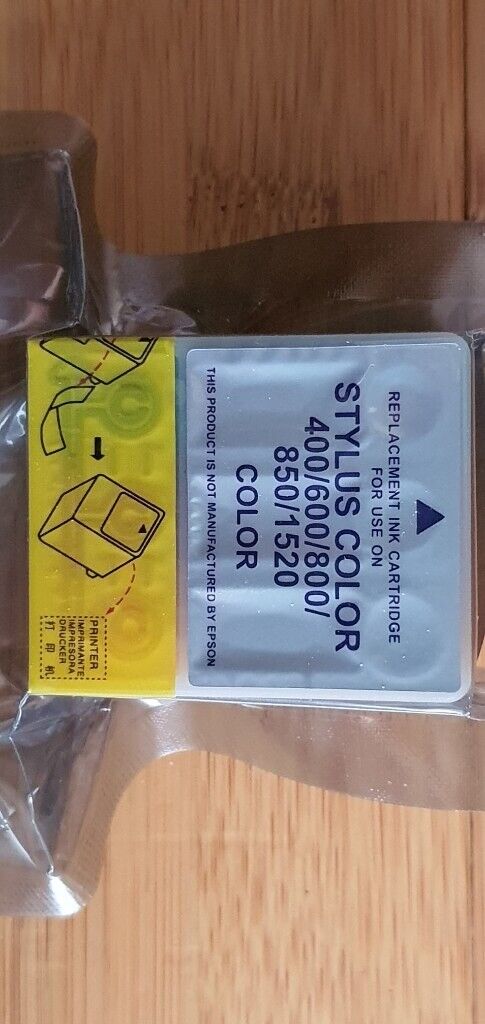 REPLACEMENT INK CARTRIDGE
FOR USE ON
STYLUS COLOR
400/600/800/
850/1520
COLOR
THIS PRODUCT IS NOT MANUFACTURED BY EPSON
PRINTER
IMPRIMANTE
IMPRESORA
DRUCKER
打印机